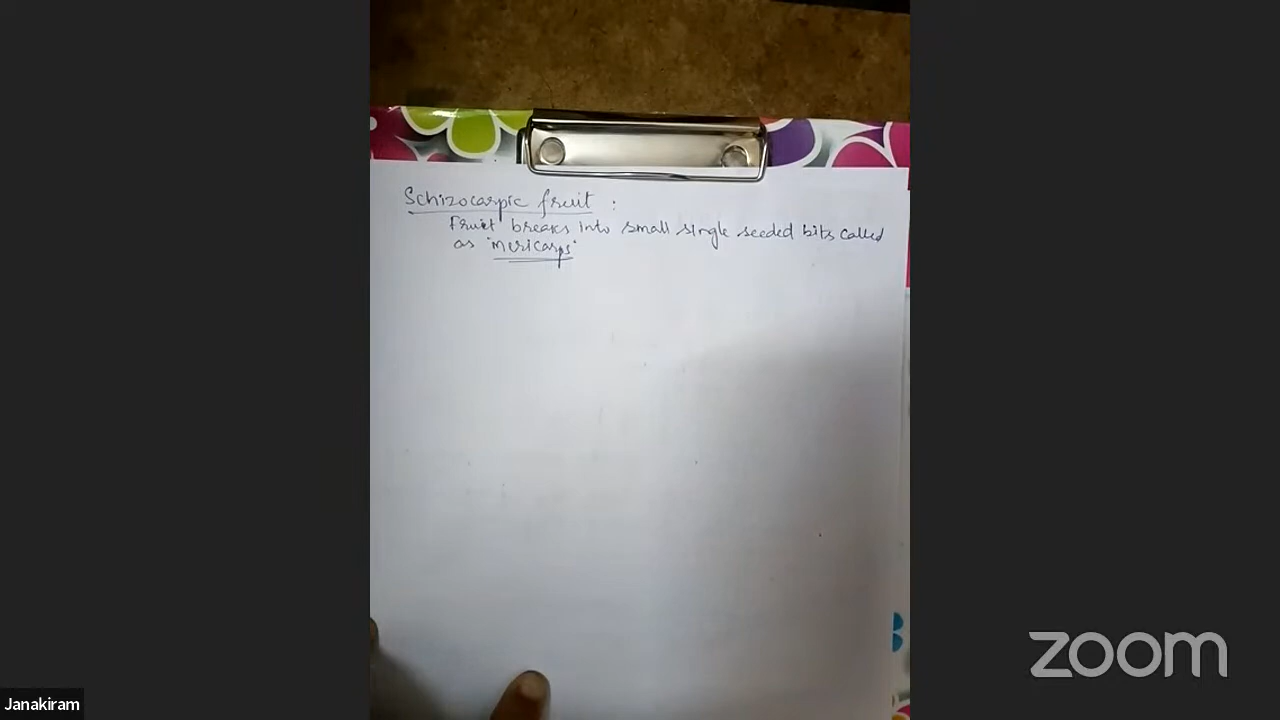 Schizocarpic fruit :
Fruit breaks into small single seeded bits called
as "mericarps"
zoom
Janakiram